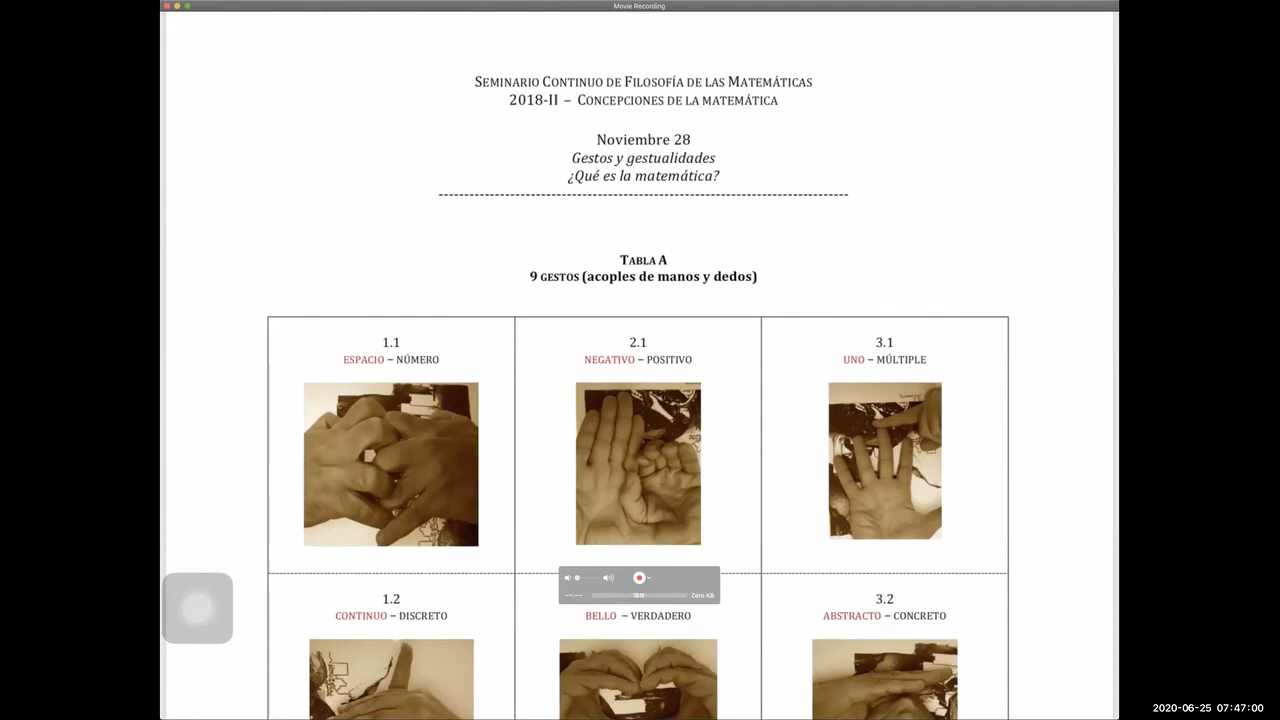 Movie Recording
SEMINARIO CONTINUO DE FILOSOFÍA DE LAS MATEMÁTICAS
2018-II – CONCEPCIONES DE LA MATEMÁTICA
Noviembre 28
Gestos y gestualidades
¿Qué es la matemática?
TABLA A
9 GESTOS (acoples de manos y dedos)
1.1
ESPACIO – NÚMERO
2.1
NEGATIVO – POSITIVO
3.1
UNO – MÚLTIPLE
--:--
Zero KB
1.2
CONTINUO – DISCRETO
BELLO – VERDADERO
3.2
ABSTRACTO – CONCRETO
2020-06-25 07:47:00